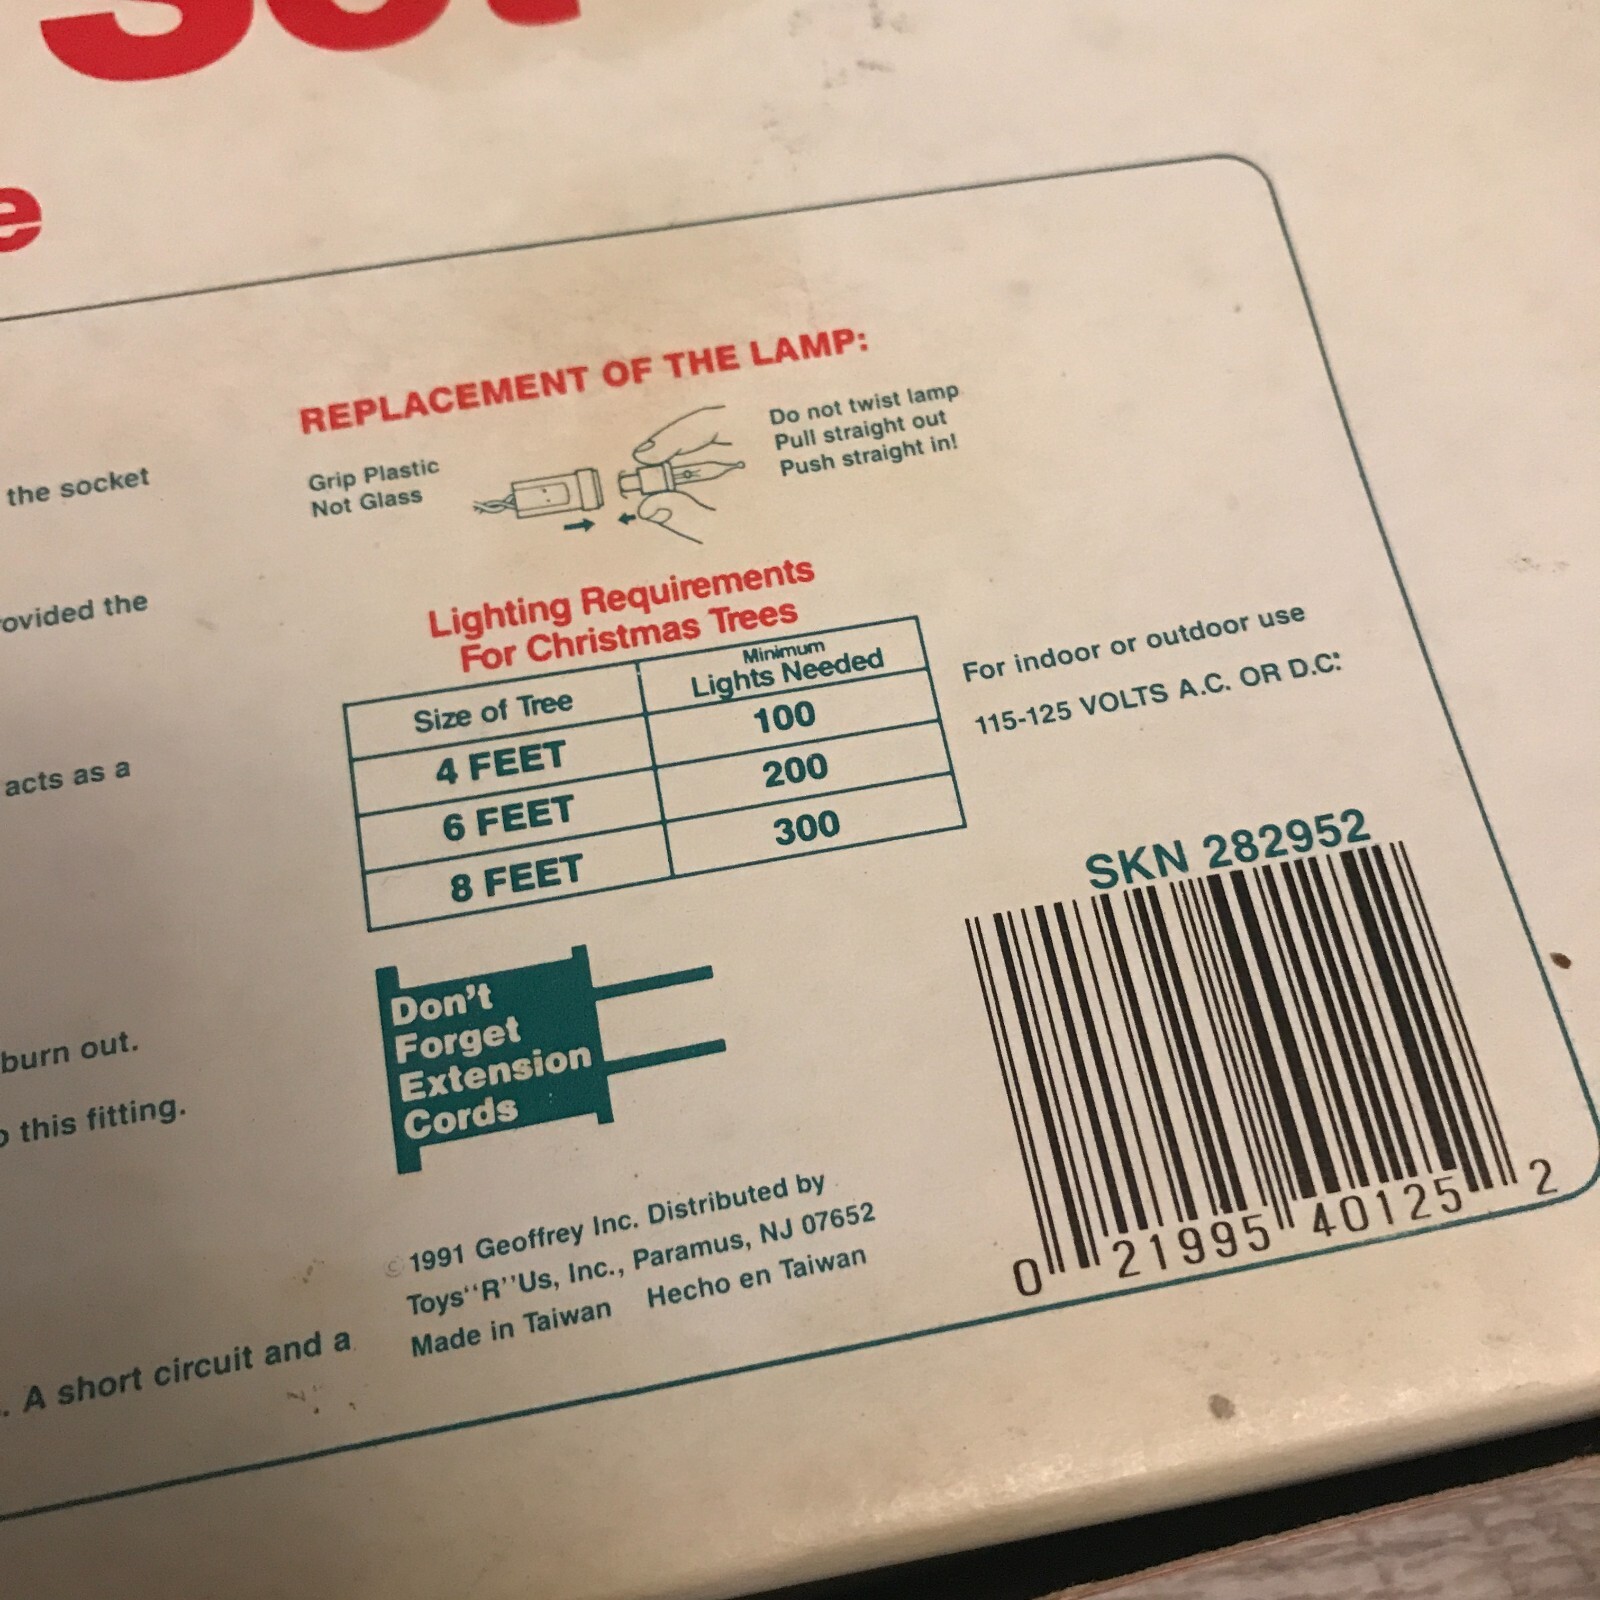 e
REPLACEMENT OF THE LAMP:
Grip Plastic
Not Glass
Do not twist lamp
Pull straight out
Push straight in!
the socket
ovided the
acts as a
burn out.
this fitting.
. A short circuit and a
Lighting Requirements
For Christmas Trees
Size of Tree Minimum Lights Needed
4 FEET 100
6 FEET 200
8 FEET 300
For indoor or outdoor use
115-125 VOLTS A.C. OR D.C.
Don't
Forget
Extension
Cords
SKN 282952
0 21995 40125 2
© 1991 Geoffrey Inc. Distributed by
Toys''R''Us, Inc., Paramus, NJ 07652
Made in Taiwan Hecho en Taiwan